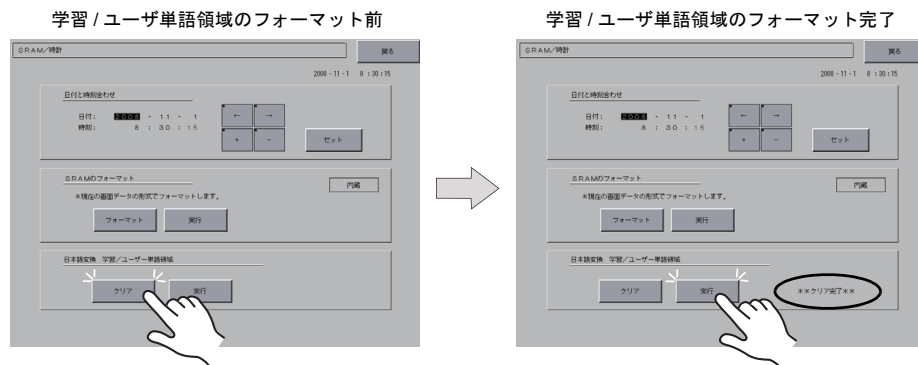 学習 / ユーザ単語領域のフォーマット前
SRAM/時計
戻る
2008 - 11 - 1 8 : 30 : 15
日付と時刻合わせ
日付: 2008 - 11 - 1
時刻: 8 : 30 : 15
← →
+ -
セット
SRAMのフォーマット
内蔵
*現在の画面データの形式でフォーマットします。
フォーマット 実行
日本語変換 学習/ユーザー単語領域
クリア 実行
学習 / ユーザ単語領域のフォーマット完了
SRAM/時計
戻る
2008 - 11 - 1 8 : 30 : 15
日付と時刻合わせ
日付: 2008 - 11 - 1
時刻: 8 : 30 : 15
← →
+ -
セット
SRAMのフォーマット
内蔵
*現在の画面データの形式でフォーマットします。
フォーマット 実行
日本語変換 学習/ユーザー単語領域
クリア 実行 **クリア完了**